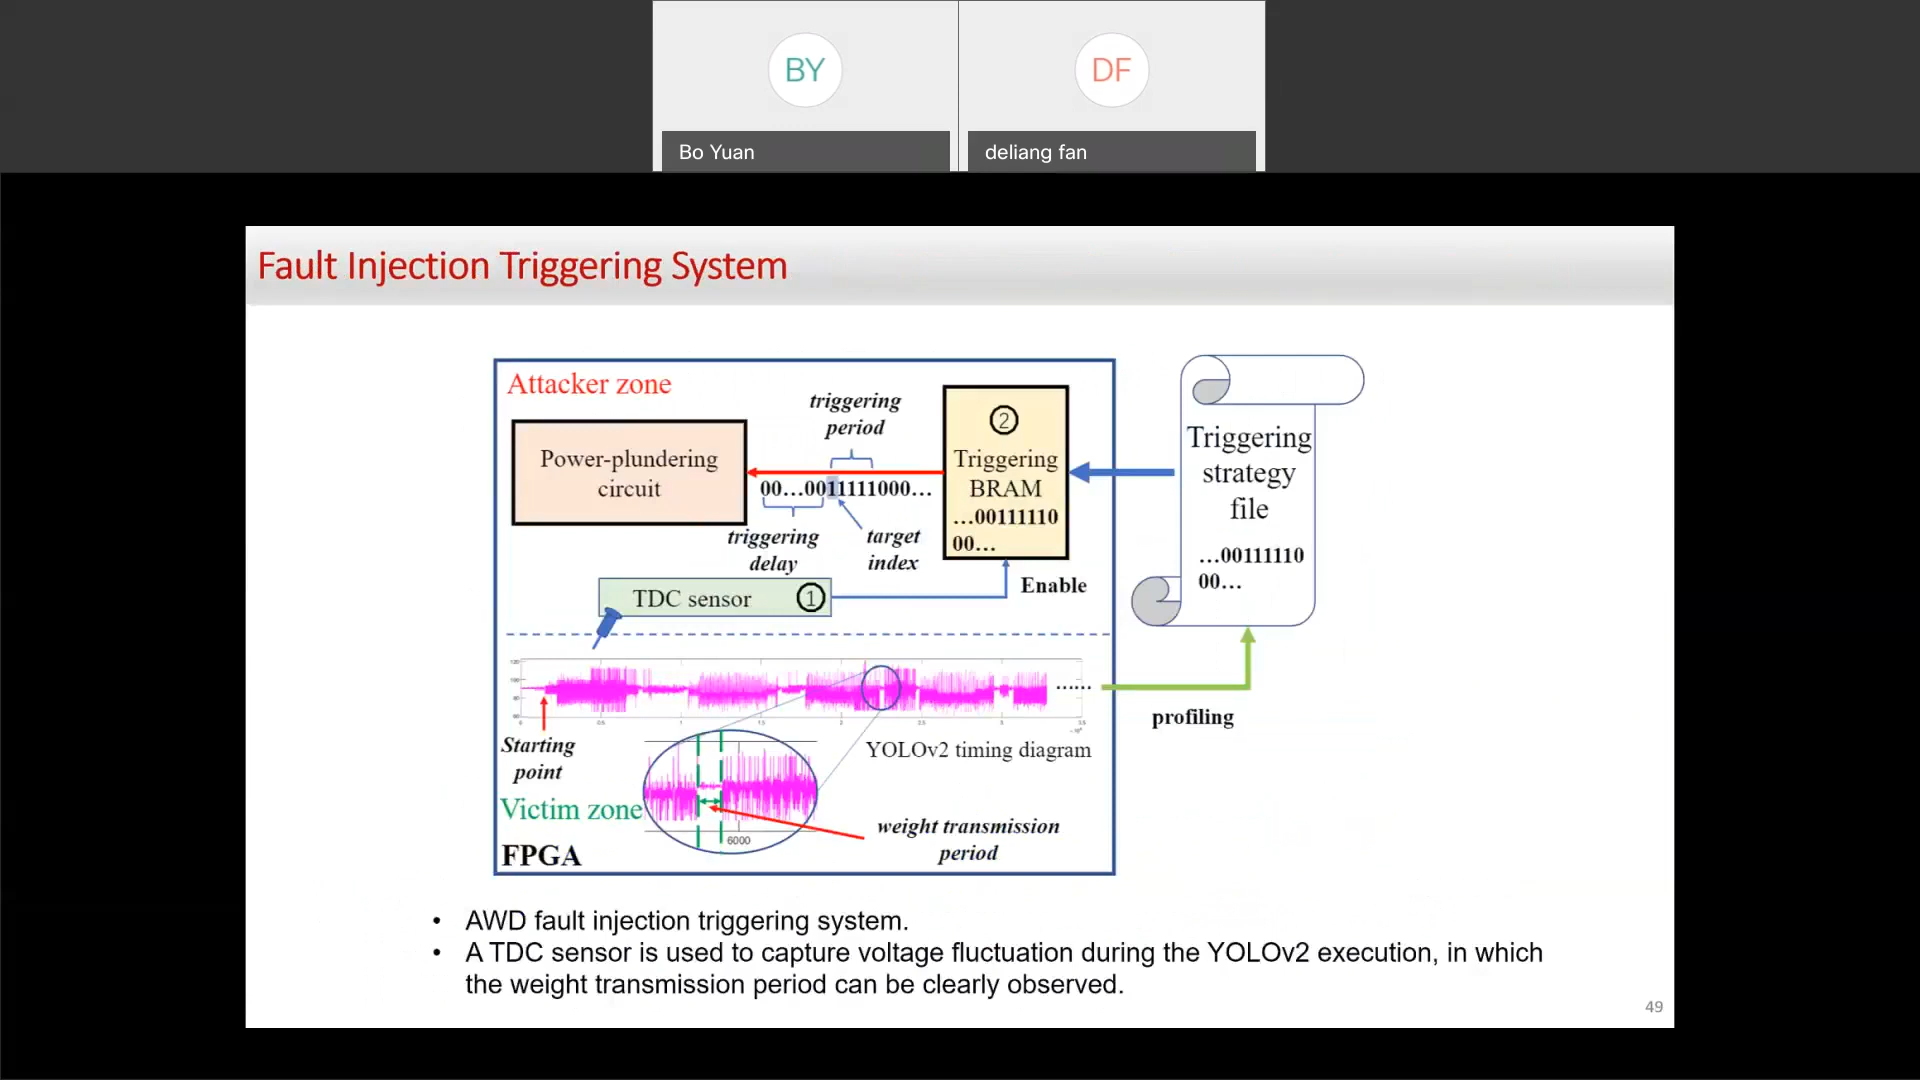 BY
DF
Bo Yuan
deliang fan
Fault Injection Triggering System
Attacker zone
Power-plundering
circuit
triggering
period
00...0011111000...
triggering
delay
target
index
②
Triggering
BRAM
...00111110
00...
Enable
TDC sensor
①
Triggering
strategy
file
...00111110
00...
profiling
Starting
point
YOLOv2 timing diagram
Victim zone
6000
weight transmission
period
FPGA
• AWD fault injection triggering system.
• A TDC sensor is used to capture voltage fluctuation during the YOLOv2 execution, in which
the weight transmission period can be clearly observed.
49